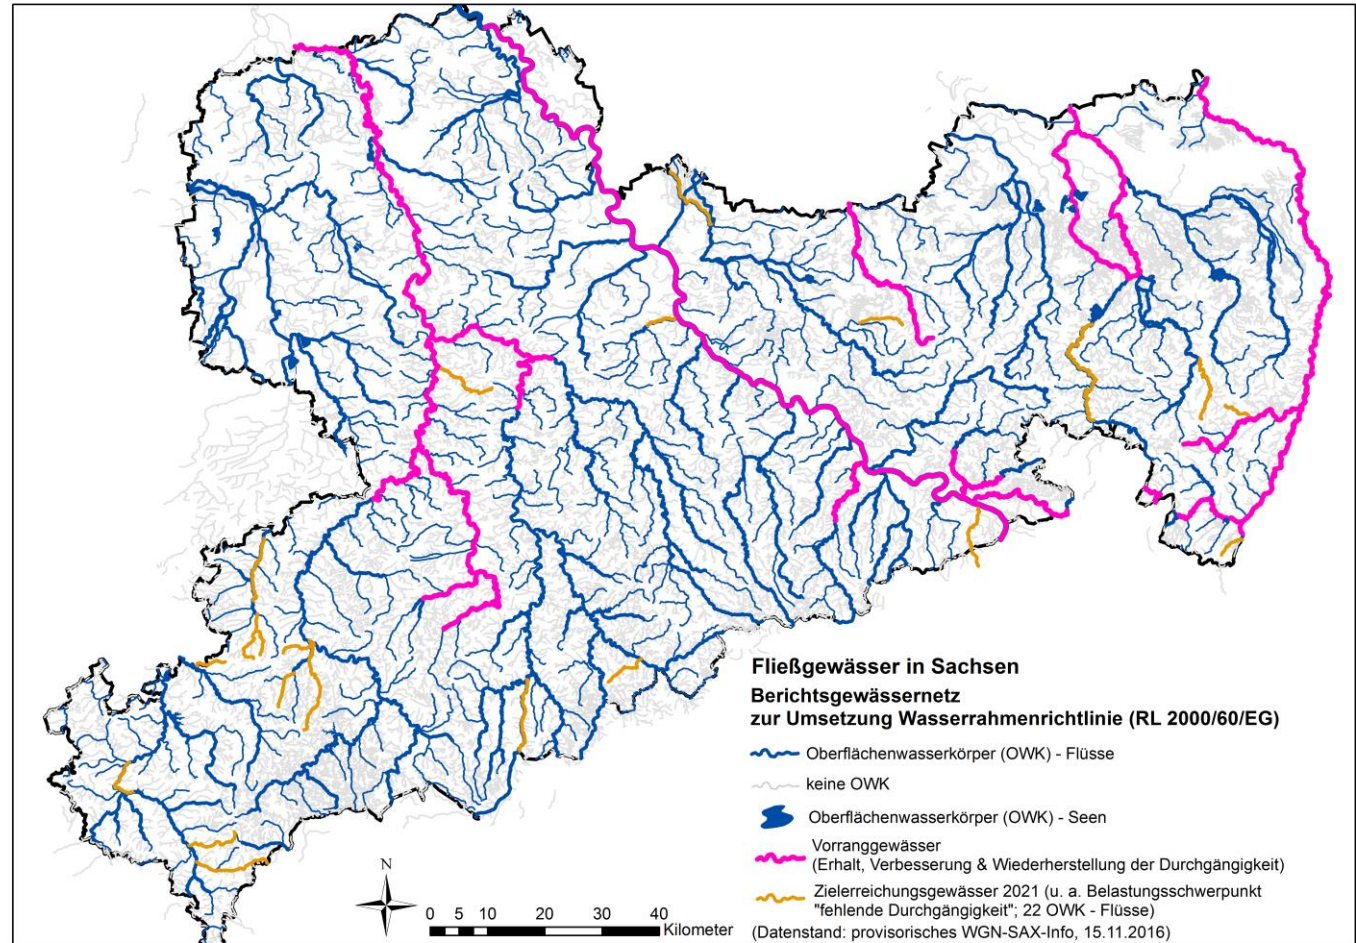 Fließgewässer in Sachsen
Berichtsgewässernetz
zur Umsetzung Wasserrahmenrichtlinie (RL 2000/60/EG)
Oberflächenwasserkörper (OWK) - Flüsse
keine OWK
Oberflächenwasserkörper (OWK) - Seen
Vorranggewässer
(Erhalt, Verbesserung & Wiederherstellung der Durchgängigkeit)
Zielerreichungsgewässer 2021 (u. a. Belastungsschwerpunkt
"fehlende Durchgängigkeit"; 22 OWK - Flüsse)
(Datenstand: provisorisches WGN-SAX-Info, 15.11.2016)
N
0 5 10 20 30 40
Kilometer